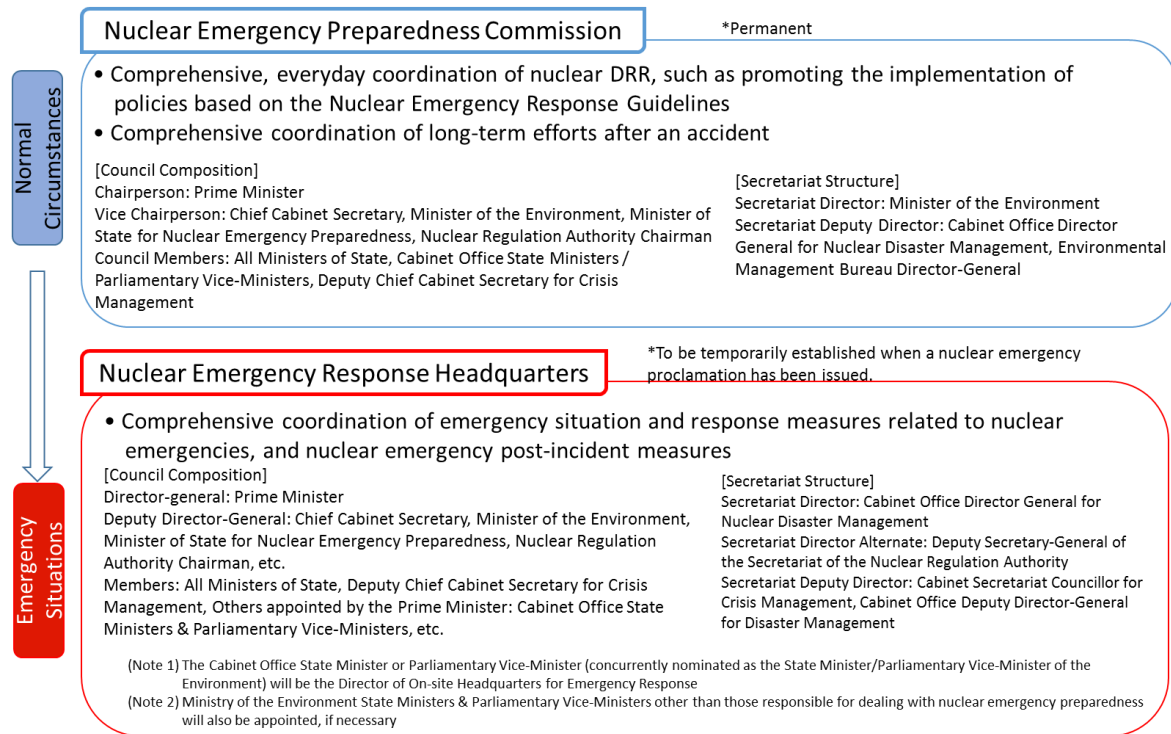 Nuclear Emergency Preparedness Commission
*Permanent
Normal
Circumstances
• Comprehensive, everyday coordination of nuclear DRR, such as promoting the implementation of
policies based on the Nuclear Emergency Response Guidelines
• Comprehensive coordination of long-term efforts after an accident
[Council Composition]
Chairperson: Prime Minister
Vice Chairperson: Chief Cabinet Secretary, Minister of the Environment, Minister of
State for Nuclear Emergency Preparedness, Nuclear Regulation Authority Chairman
Council Members: All Ministers of State, Cabinet Office State Ministers /
Parliamentary Vice-Ministers, Deputy Chief Cabinet Secretary for Crisis
Management
[Secretariat Structure]
Secretariat Director: Minister of the Environment
Secretariat Deputy Director: Cabinet Office Director
General for Nuclear Disaster Management, Environmental
Management Bureau Director-General
Nuclear Emergency Response Headquarters
*To be temporarily established when a nuclear emergency
proclamation has been issued.
Emergency
Situations
• Comprehensive coordination of emergency situation and response measures related to nuclear
emergencies, and nuclear emergency post-incident measures
[Council Composition]
Director-general: Prime Minister
Deputy Director-General: Chief Cabinet Secretary, Minister of the Environment,
Minister of State for Nuclear Emergency Preparedness, Nuclear Regulation
Authority Chairman, etc.
Members: All Ministers of State, Deputy Chief Cabinet Secretary for Crisis
Management, Others appointed by the Prime Minister: Cabinet Office State
Ministers & Parliamentary Vice-Ministers, etc.
[Secretariat Structure]
Secretariat Director: Cabinet Office Director General for
Nuclear Disaster Management
Secretariat Director Alternate: Deputy Secretary-General of
the Secretariat of the Nuclear Regulation Authority
Secretariat Deputy Director: Cabinet Secretariat Councillor for
Crisis Management, Cabinet Office Deputy Director-General
for Disaster Management
(Note 1) The Cabinet Office State Minister or Parliamentary Vice-Minister (concurrently nominated as the State Minister/Parliamentary Vice-Minister of the
Environment) will be the Director of On-site Headquarters for Emergency Response
(Note 2) Ministry of the Environment State Ministers & Parliamentary Vice-Ministers other than those responsible for dealing with nuclear emergency preparedness
will also be appointed, if necessary